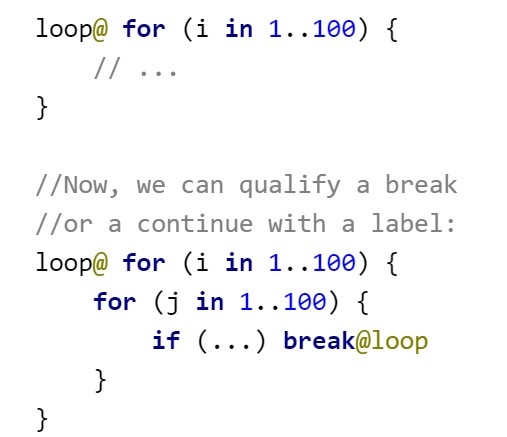 loop@ for (i in 1..100) {
    // ...
}

//Now, we can qualify a break
//or a continue with a label:
loop@ for (i in 1..100) {
    for (j in 1..100) {
        if (...) break@loop
    }
}